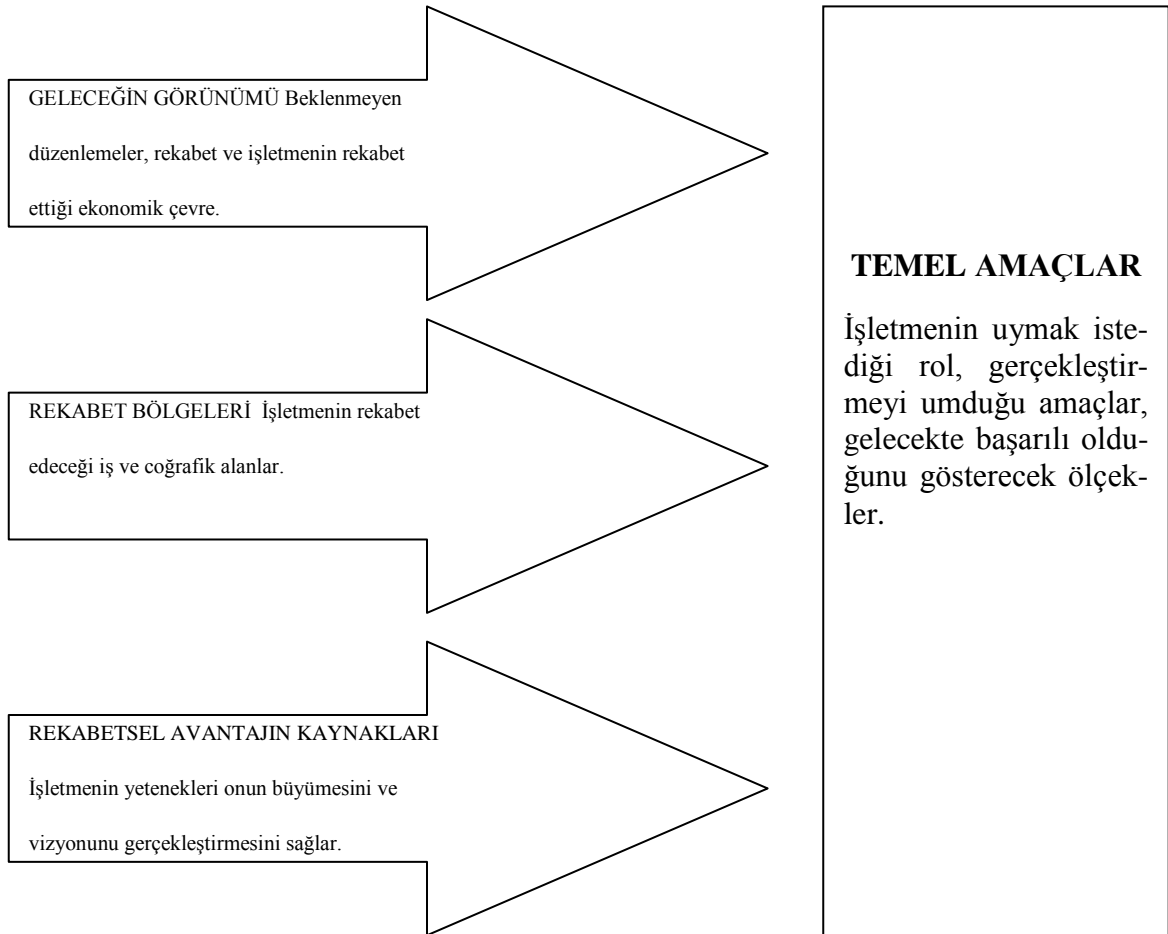 GELECEĞİN GÖRÜNÜMÜ Beklenmeyen
düzenlemeler, rekabet ve işletmenin rekabet
ettiği ekonomik çevre.
REKABET BÖLGELERİ İşletmenin rekabet
edeceği iş ve coğrafik alanlar.
REKABETSEL AVANTAJIN KAYNAKLARI
İşletmenin yetenekleri onun büyümesini ve
vizyonunu gerçekleştirmesini sağlar.
TEMEL AMAÇLAR
İşletmenin uymak iste-
diği rol, gerçekleştir-
meyi umduğu amaçlar,
gelecekte başarılı oldu-
ğunu gösterecek ölçek-
ler.